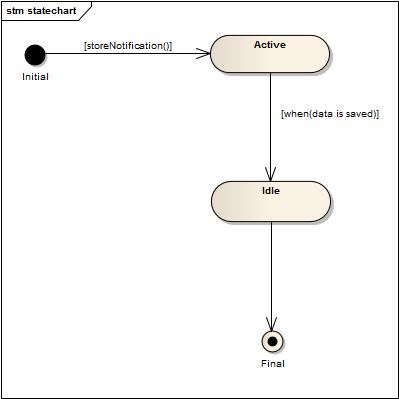 stm statechart
[storeNotification()]
Active
Initial
[when(data is saved)]
Idle
Final